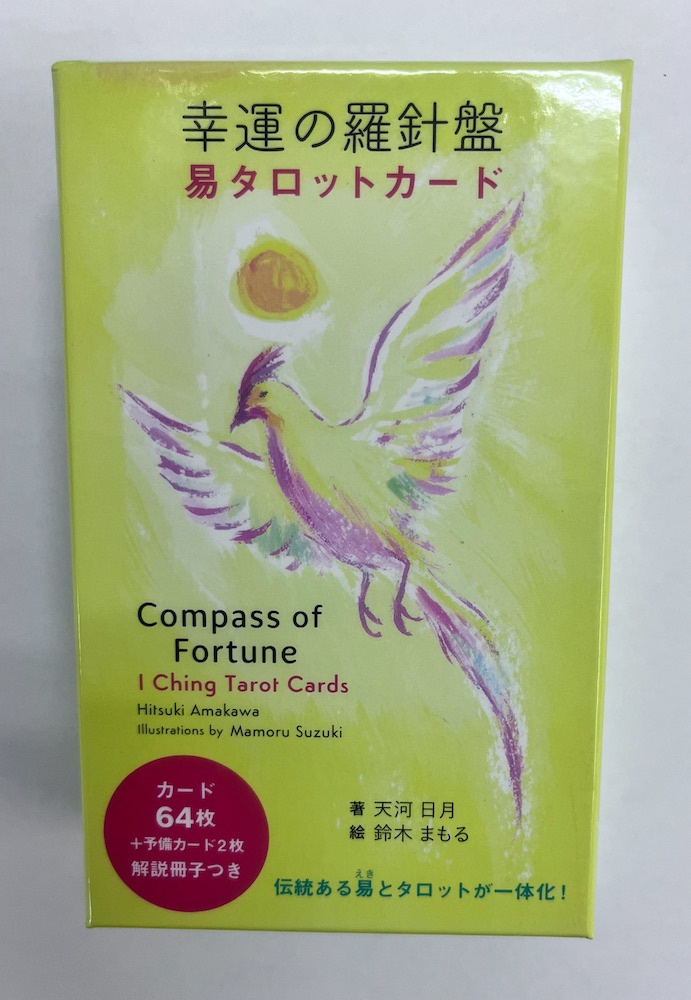 幸運の羅針盤
易タロットカード
Compass of
Fortune
I Ching Tarot Cards
Hitsuki Amakawa
Illustrations by Mamoru Suzuki
カード
64枚
+予備カード2枚
解説冊子つき
著 天河 日月
絵 鈴木 まもる
えき
伝統ある易とタロットが一体化!